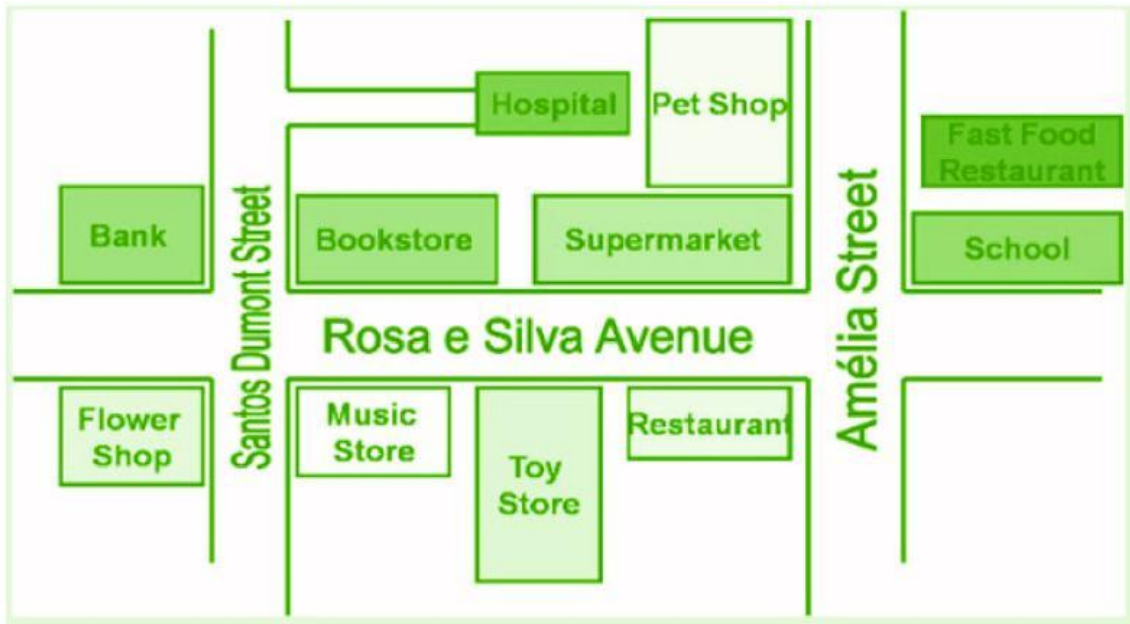 Hospital
Pet Shop
Fast Food
Restaurant
Bank
Santos Dumont Street
Bookstore
Supermarket
Amélia Street
School
Rosa e Silva Avenue
Flower
Shop
Music
Store
Toy
Store
Restaurant